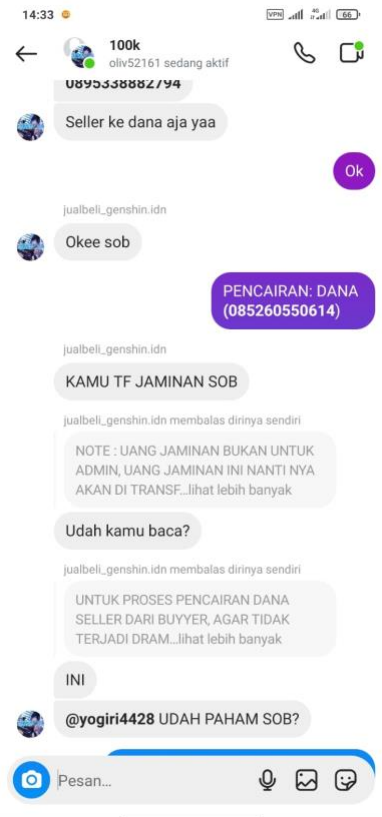 14:33
VPN
4G
66
100k
oliv52161 sedang aktif
0895338882794
Seller ke dana aja yaa
Ok
jualbeli_genshin.idn
Okee sob
PENCAIRAN: DANA
(085260550614)
jualbeli_genshin.idn
KAMU TF JAMINAN SOB
jualbeli_genshin.idn membalas dirinya sendiri
NOTE : UANG JAMINAN BUKAN UNTUK
ADMIN, UANG JAMINAN INI NANTI NYA
AKAN DI TRANSF...lihat lebih banyak
Udah kamu baca?
jualbeli_genshin.idn membalas dirinya sendiri
UNTUK PROSES PENCAIRAN DANA
SELLER DARI BUYYER, AGAR TIDAK
TERJADI DRAM...lihat lebih banyak
INI
@yogiri4428 UDAH PAHAM SOB?
Pesan...